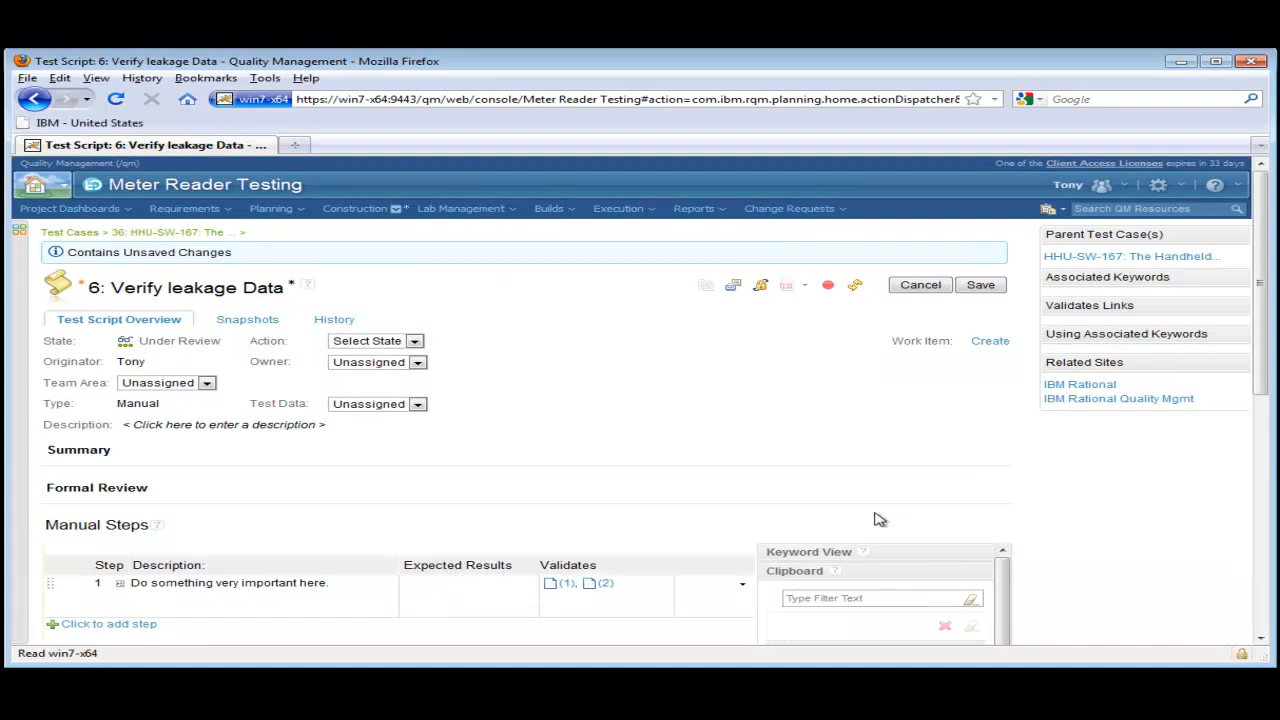 Test Script: 6: Verify leakage Data - Quality Management - Mozilla Firefox
File Edit View History Bookmarks Tools Help
win7-x64 https://win7-x64:9443/qm/web/console/Meter Reader Testing#action=com.ibm.rqm.planning.home.actionDispatcher& Google
IBM - United States
Test Script: 6: Verify leakage Data - ...
Quality Management (/qm) One of the Client Access Licenses expires in 33 days
Meter Reader Testing Tony
Project Dashboards Requirements Planning Construction Lab Management Builds Execution Reports Change Requests Search QM Resources
Test Cases > 36: HHU-SW-167: The ... >
Contains Unsaved Changes
* 6: Verify leakage Data * Cancel Save
Test Script Overview Snapshots History
State: Under Review Action: Select State Work Item: Create
Originator: Tony Owner: Unassigned
Team Area: Unassigned
Type: Manual Test Data: Unassigned
Description: < Click here to enter a description >
Summary
Formal Review
Manual Steps
Step Description: Expected Results Validates
1 Do something very important here. (1), (2)
Click to add step
Keyword View
Clipboard
Type Filter Text
Parent Test Case(s)
HHU-SW-167: The Handheld...
Associated Keywords
Validates Links
Using Associated Keywords
Related Sites
IBM Rational
IBM Rational Quality Mgmt
Read win7-x64